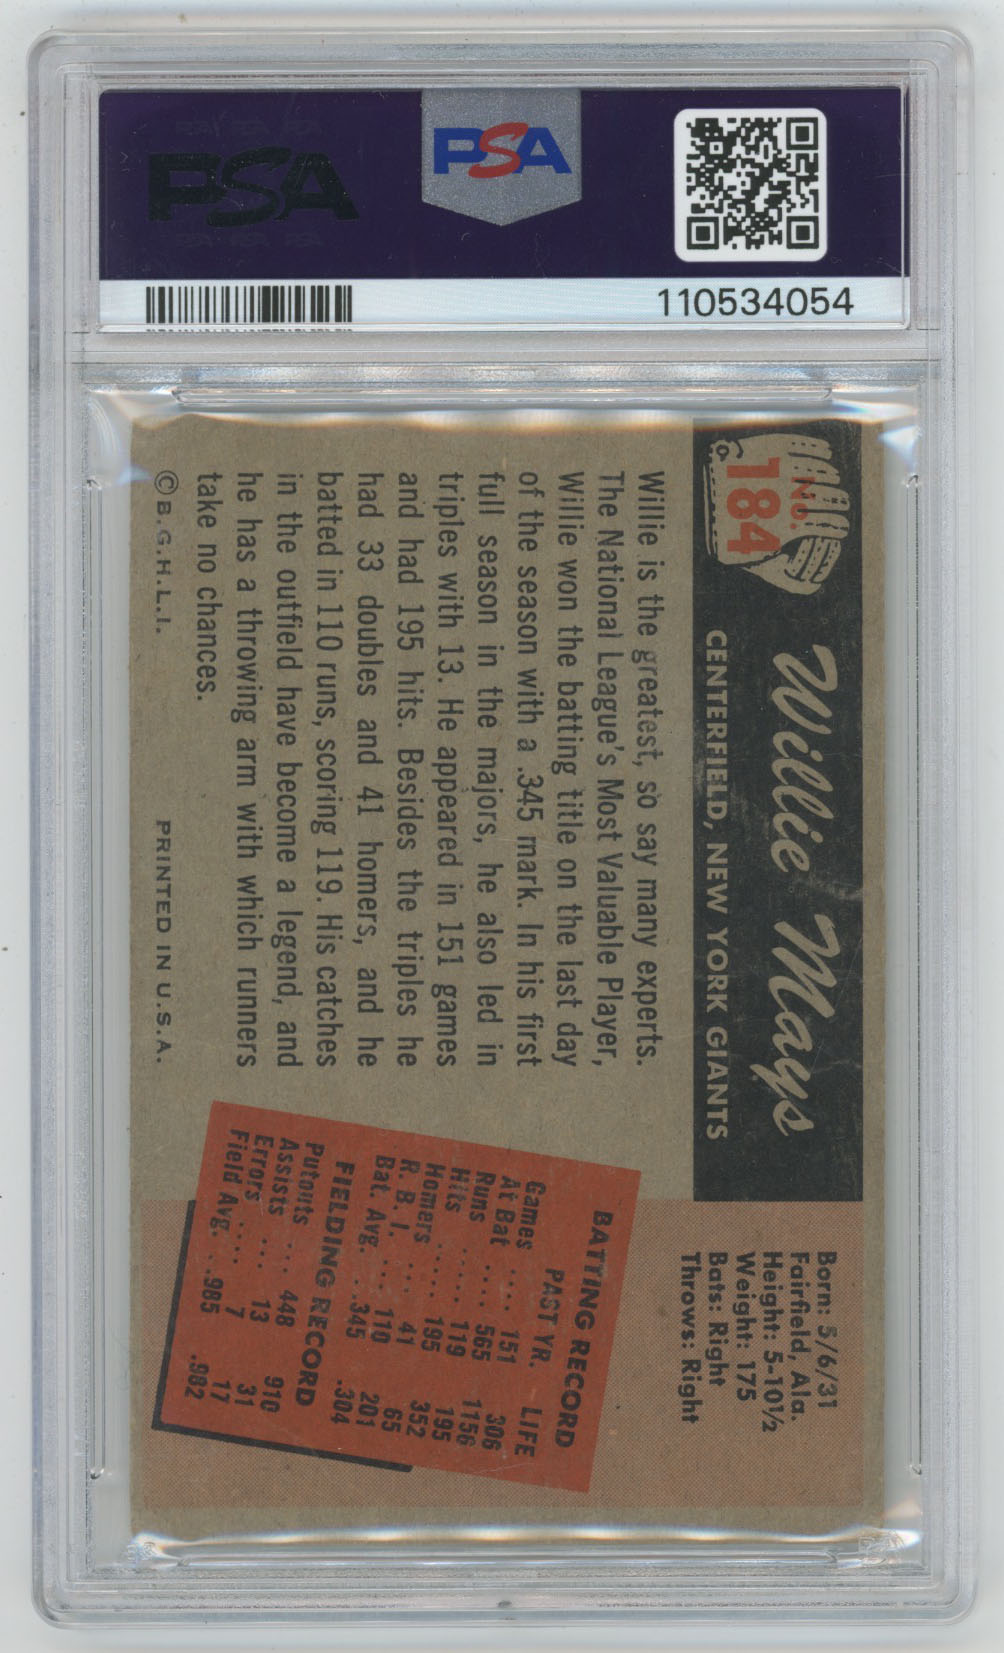 PSA
PSA
110534054
No.
184
Willie Mays
CENTERFIELD, NEW YORK GIANTS
Born: 5/6/31
Fairfield, Ala.
Height: 5-10½
Weight: 175
Bats: Right
Throws: Right
Willie is the greatest, so say many experts.
The National League's Most Valuable Player,
Willie won the batting title on the last day
of the season with a .345 mark. In his first
full season in the majors, he also led in
triples with 13. He appeared in 151 games
and had 195 hits. Besides the triples he
had 33 doubles and 41 homers, and he
batted in 110 runs, scoring 119. His catches
in the outfield have become a legend, and
he has a throwing arm with which runners
take no chances.
BATTING RECORD
PAST YR. LIFE
Games .... 151 306
At Bat .... 565 1156
Runs ..... 119 195
Hits ..... 195 352
Homers .... 41 65
R. B. I. .... 110 201
Bat. Avg. .. .345 .304
FIELDING RECORD
Putouts ... 448 910
Assists ... 13 31
Errors .... 7 17
Field Avg. .. .985 .982
© B.G.H.L.I. PRINTED IN U.S.A.